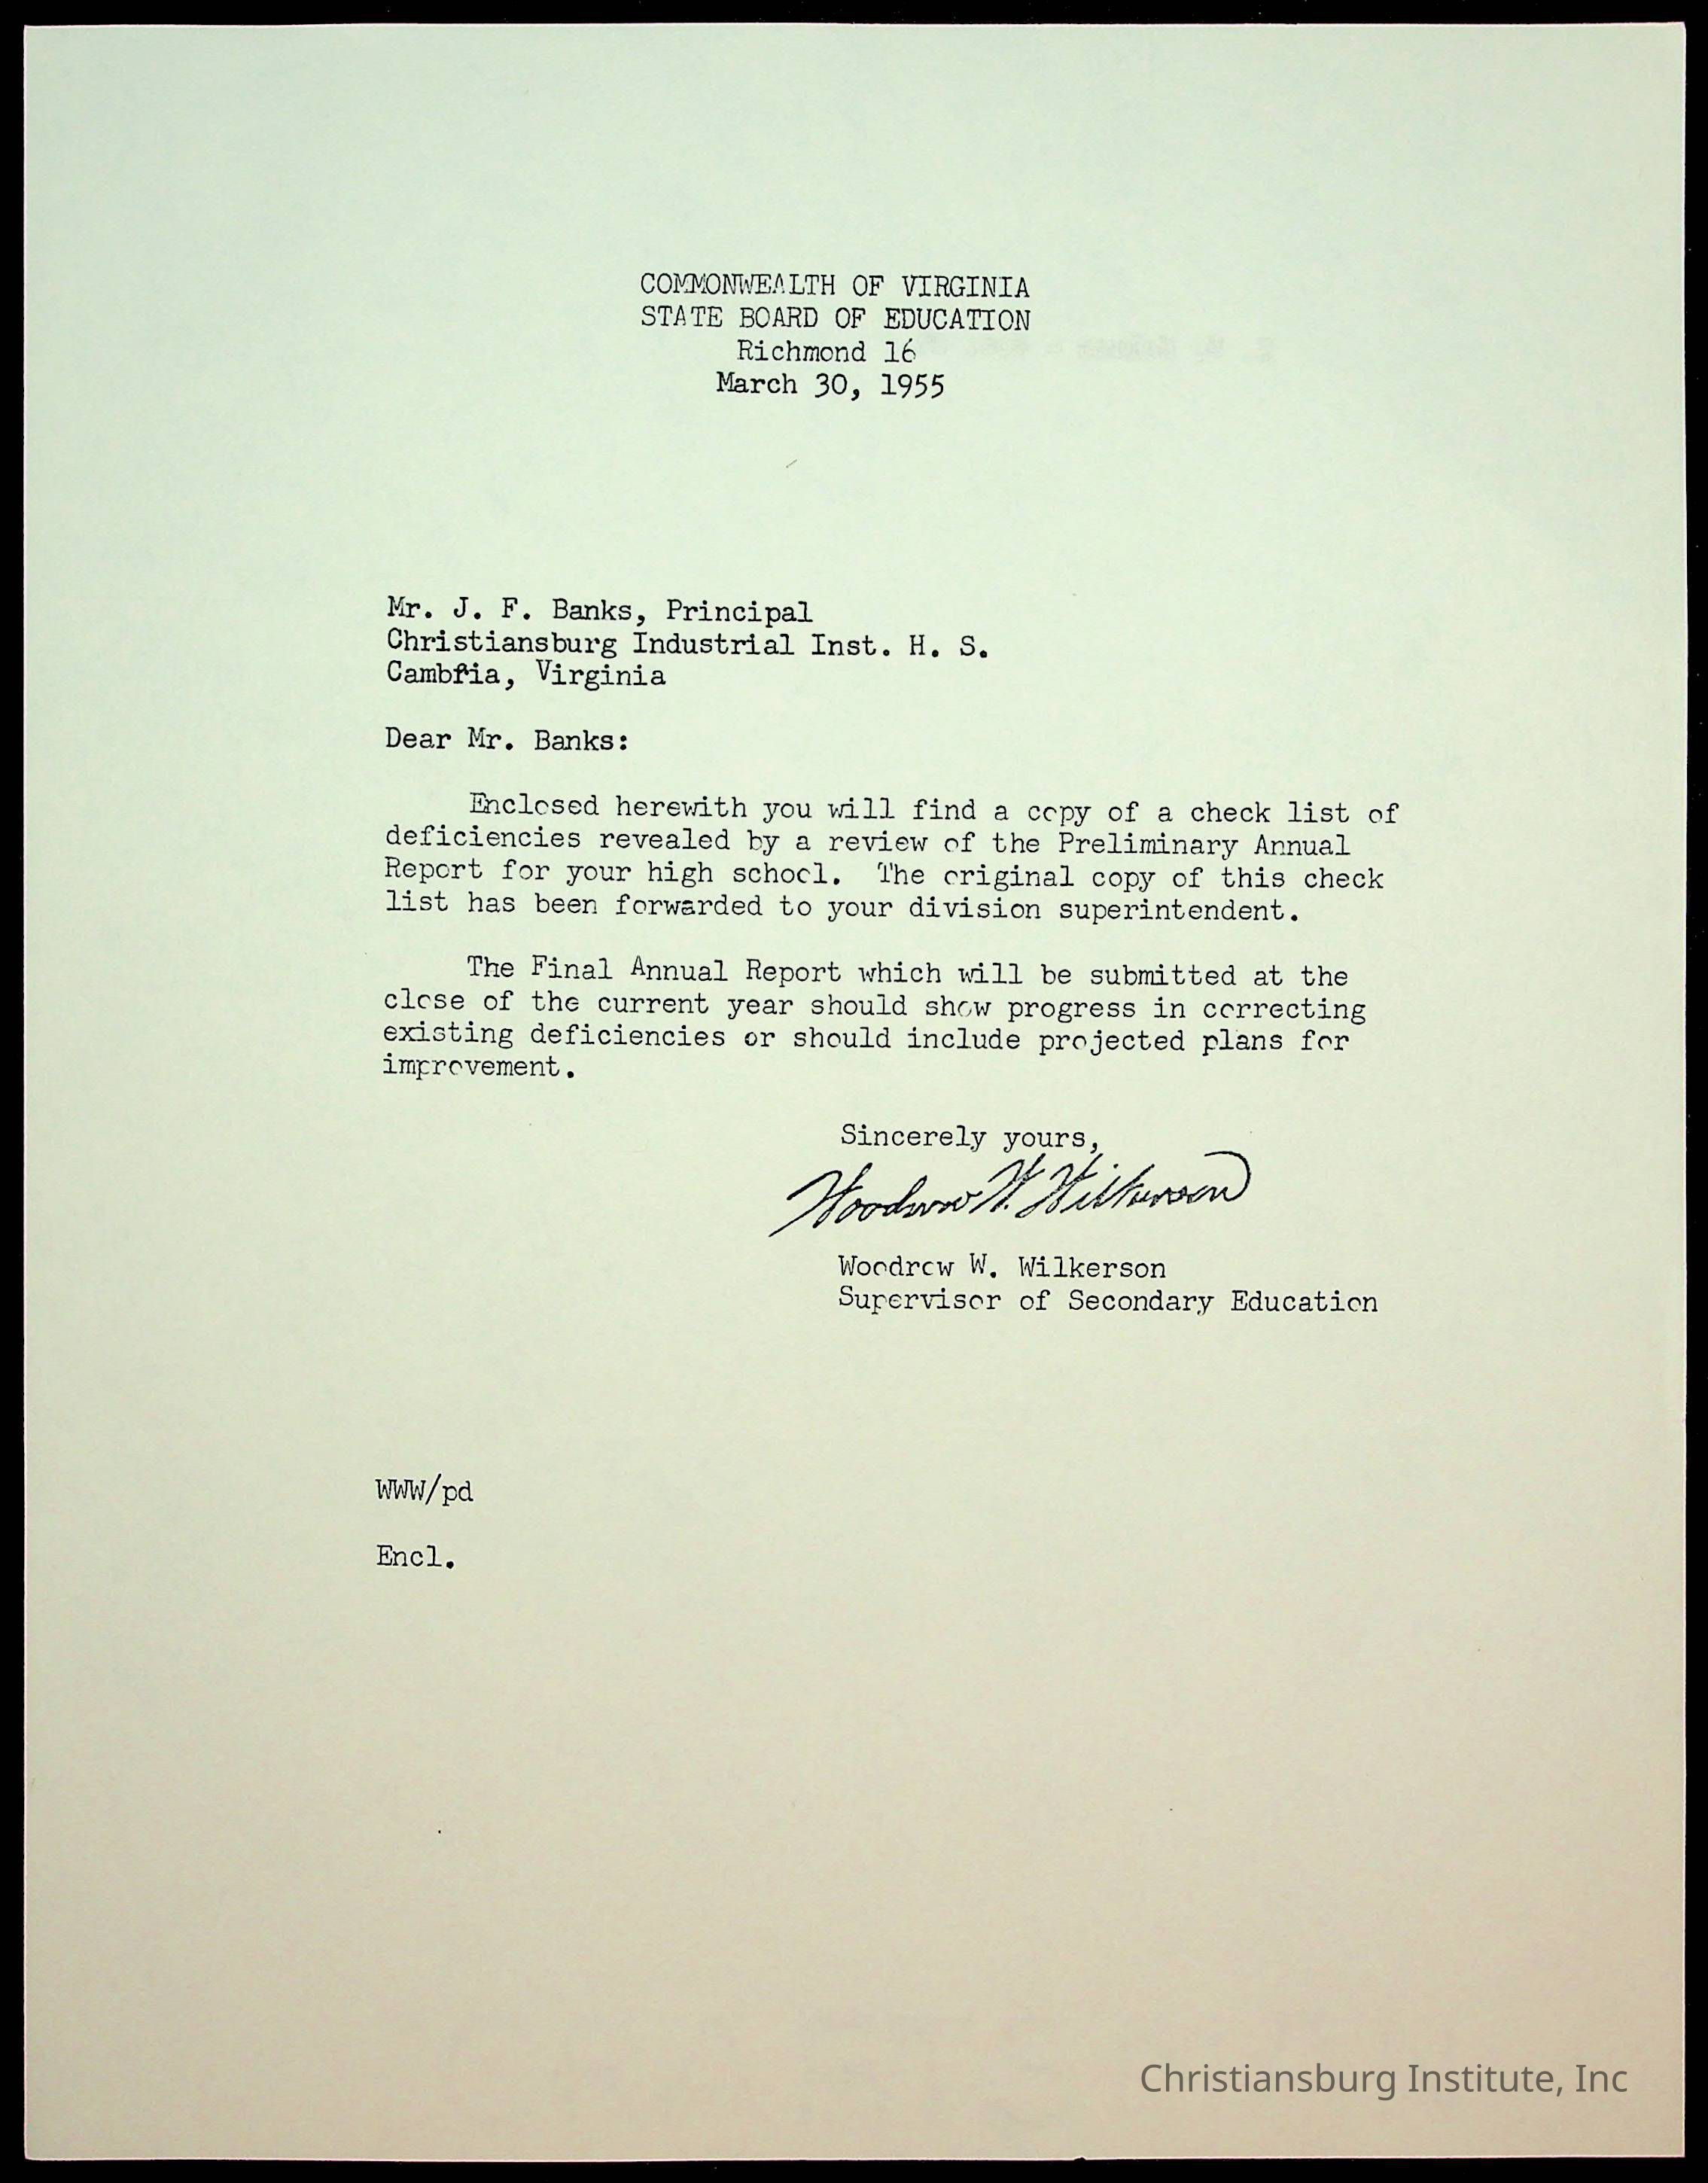 COMMONWEALTH OF VIRGINIA
STATE BOARD OF EDUCATION
Richmond 16
March 30, 1955
Mr. J. F. Banks, Principal
Christiansburg Industrial Inst. H. S.
Cambria, Virginia
Dear Mr. Banks:
Enclosed herewith you will find a copy of a check list of
deficiencies revealed by a review of the Preliminary Annual
Report for your high school. The original copy of this check
list has been forwarded to your division superintendent.
The Final Annual Report which will be submitted at the
close of the current year should show progress in correcting
existing deficiencies or should include projected plans for
improvement.
Sincerely yours,
Woodrow W. Wilkerson
Woodrow W. Wilkerson
Supervisor of Secondary Education
WWW/pd
Encl.
Christiansburg Institute, Inc